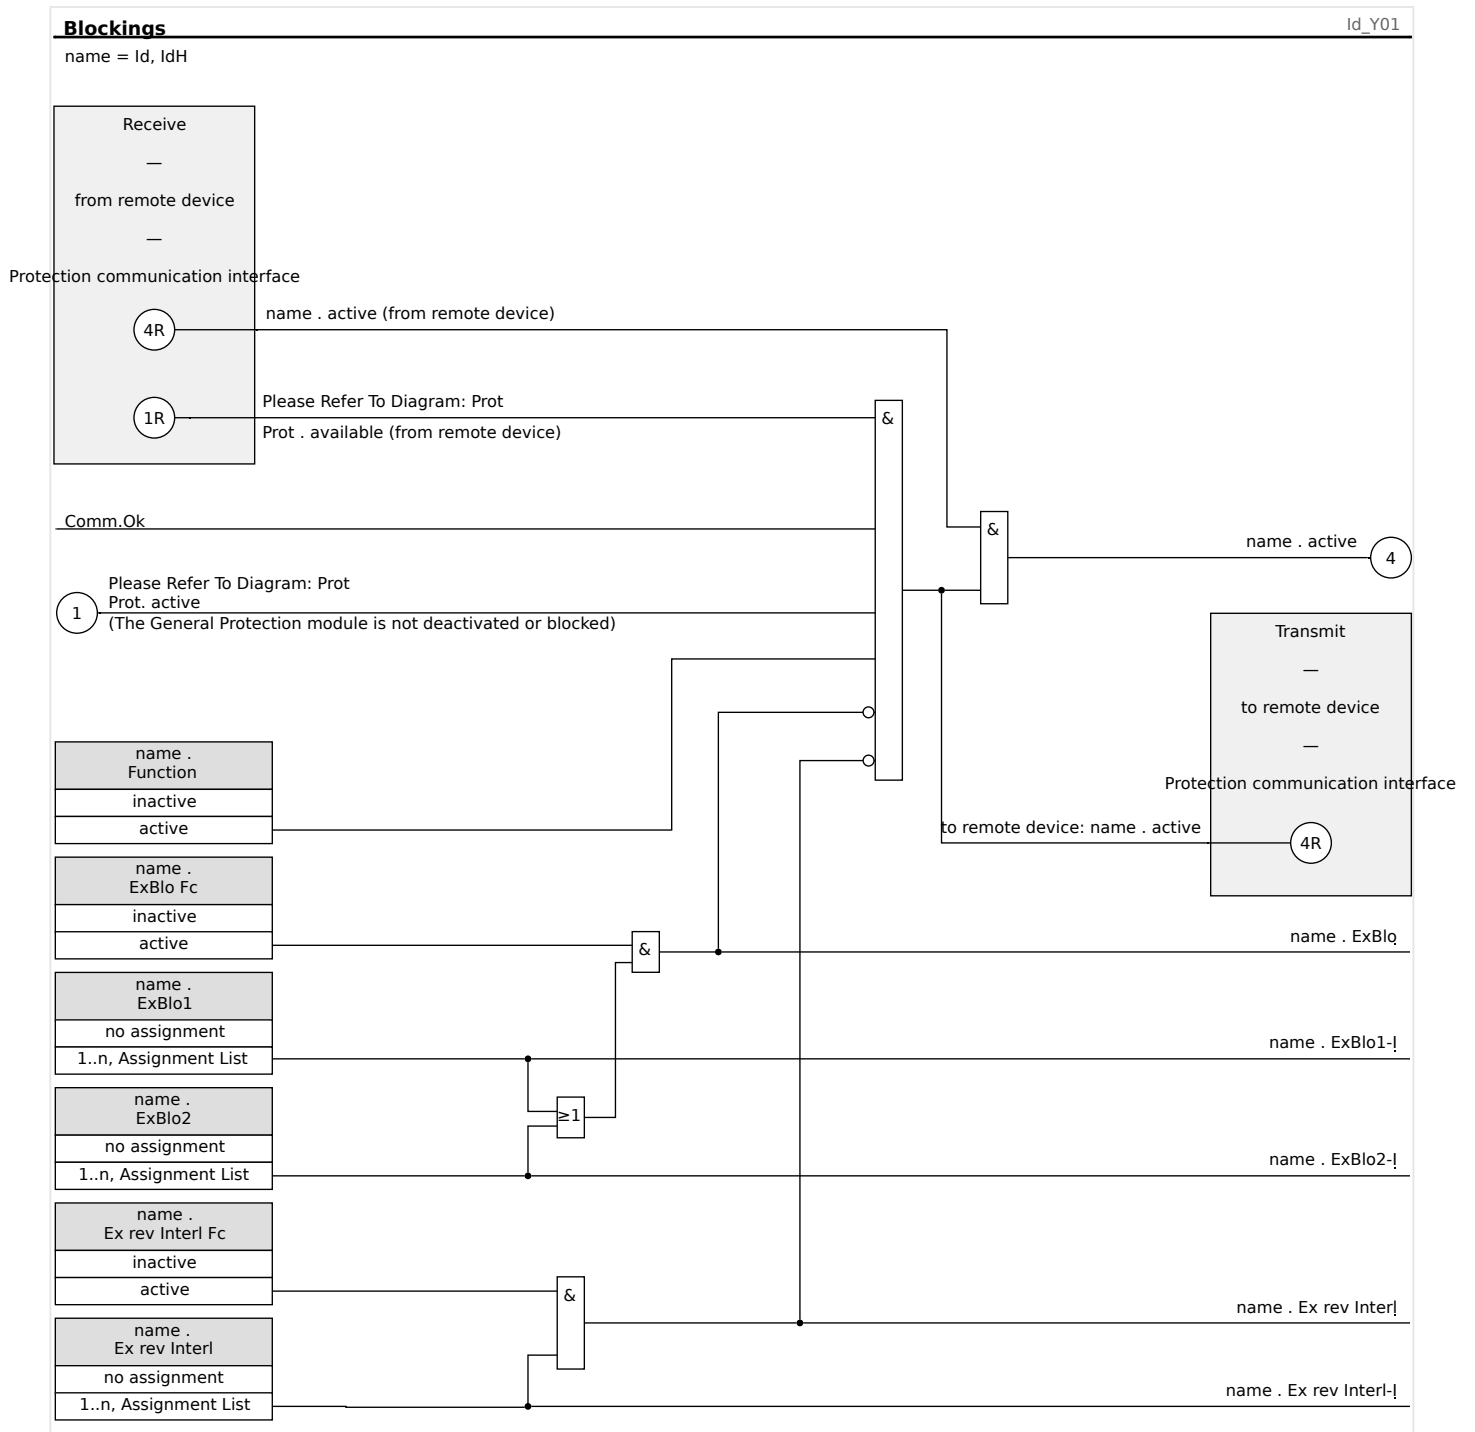 Blockings
Id_Y01
name = Id, IdH
Receive
—
from remote device
—
Protection communication interface
4R
name . active (from remote device)
1R
Please Refer To Diagram: Prot
Prot . available (from remote device)
&
Comm.Ok
&
name . active
4
1
Please Refer To Diagram: Prot
Prot. active
(The General Protection module is not deactivated or blocked)
Transmit
—
to remote device
—
Protection communication interface
to remote device: name . active
4R
name .
Function
inactive
active
name .
ExBlo Fc
inactive
active
&
name . ExBlo
name .
ExBlo1
no assignment
1..n, Assignment List
name . ExBlo1-I
≥1
name .
ExBlo2
no assignment
1..n, Assignment List
name . ExBlo2-I
name .
Ex rev Interl Fc
inactive
active
&
name . Ex rev Interl
name .
Ex rev Interl
no assignment
1..n, Assignment List
name . Ex rev Interl-I